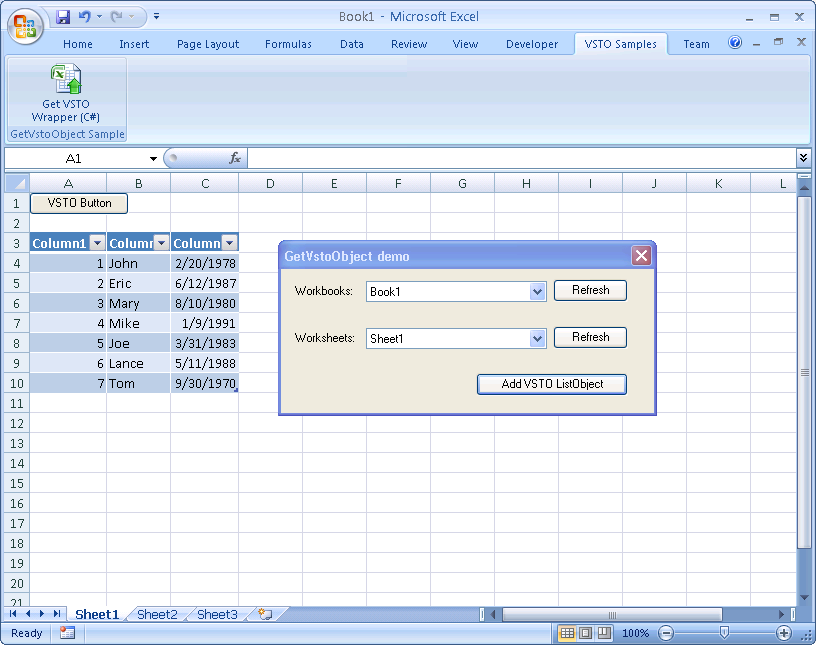 Book1 - Microsoft Excel
Home Insert Page Layout Formulas Data Review View Developer VSTO Samples Team
Get VSTO
Wrapper (C#)
GetVstoObject Sample
A1 fx
A B C D E F G H I J K L
1 VSTO Button
2
3 Column1 Column Column
4 1 John 2/20/1978
5 2 Eric 6/12/1987
6 3 Mary 8/10/1980
7 4 Mike 1/9/1991
8 5 Joe 3/31/1983
9 6 Lance 5/11/1988
10 7 Tom 9/30/1970
11
12
13
14
15
16
17
18
19
20
21
GetVstoObject demo
Workbooks: Book1 Refresh
Worksheets: Sheet1 Refresh
Add VSTO ListObject
Sheet1 Sheet2 Sheet3
Ready 100%